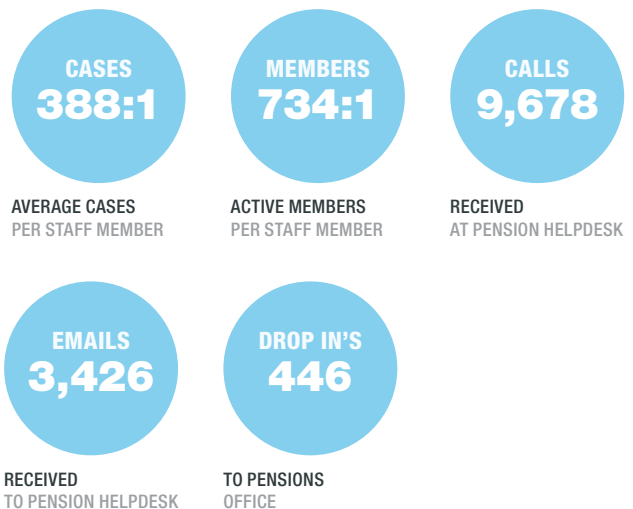 CASES
388:1
AVERAGE CASES
PER STAFF MEMBER
MEMBERS
734:1
ACTIVE MEMBERS
PER STAFF MEMBER
CALLS
9,678
RECEIVED
AT PENSION HELPDESK
EMAILS
3,426
RECEIVED
TO PENSION HELPDESK
DROP IN'S
446
TO PENSIONS
OFFICE